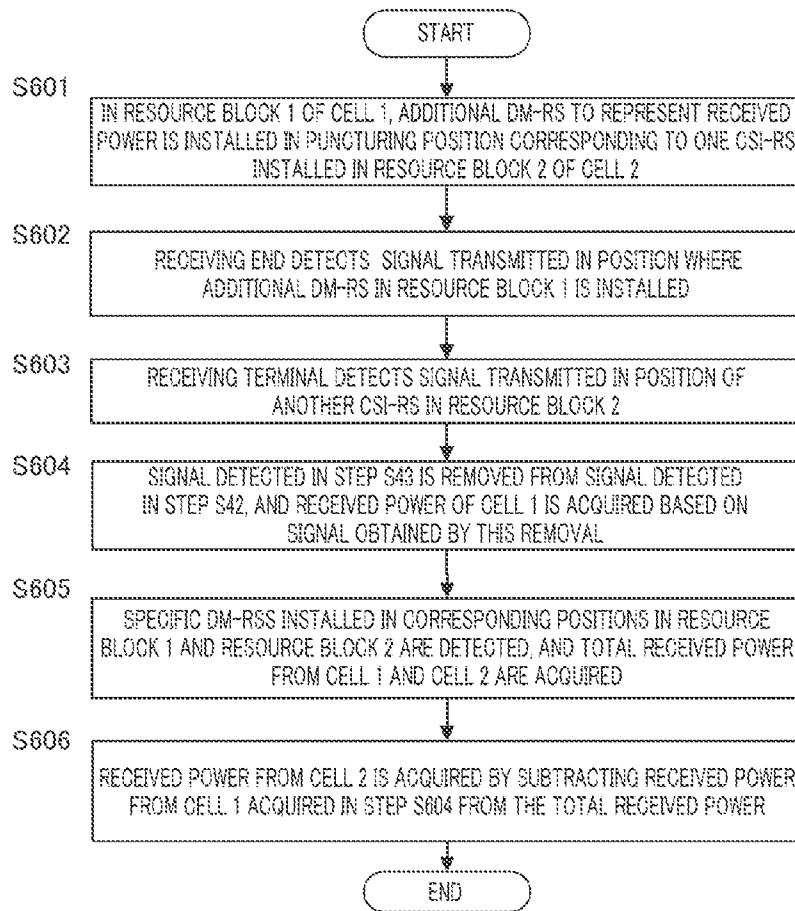 START
S601
IN RESOURCE BLOCK 1 OF CELL 1, ADDITIONAL DM-RS TO REPRESENT RECEIVED
POWER IS INSTALLED IN PUNCTURING POSITION CORRESPONDING TO ONE CSI-RS
INSTALLED IN RESOURCE BLOCK 2 OF CELL 2
S602
RECEIVING END DETECTS SIGNAL TRANSMITTED IN POSITION WHERE
ADDITIONAL DM-RS IN RESOURCE BLOCK 1 IS INSTALLED
S603
RECEIVING TERMINAL DETECTS SIGNAL TRANSMITTED IN POSITION OF
ANOTHER CSI-RS IN RESOURCE BLOCK 2
S604
SIGNAL DETECTED IN STEP S43 IS REMOVED FROM SIGNAL DETECTED
IN STEP S42, AND RECEIVED POWER OF CELL 1 IS ACQUIRED BASED ON
SIGNAL OBTAINED BY THIS REMOVAL
S605
SPECIFIC DM-RSS INSTALLED IN CORRESPONDING POSITIONS IN RESOURCE
BLOCK 1 AND RESOURCE BLOCK 2 ARE DETECTED, AND TOTAL RECEIVED POWER
FROM CELL 1 AND CELL 2 ARE ACQUIRED
S606
RECEIVED POWER FROM CELL 2 IS ACQUIRED BY SUBTRACTING RECEIVED POWER
FROM CELL 1 ACQUIRED IN STEP S604 FROM THE TOTAL RECEIVED POWER
END